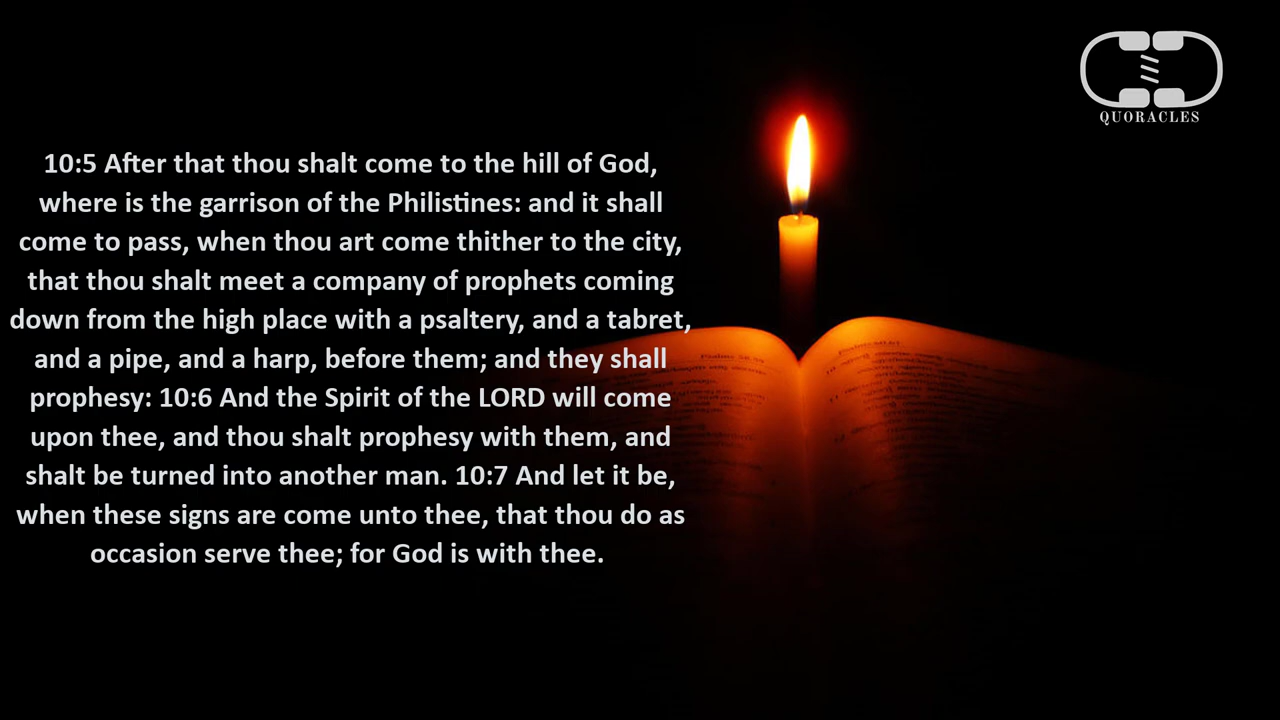 QUORACLES
10:5 After that thou shalt come to the hill of God,
where is the garrison of the Philistines: and it shall
come to pass, when thou art come thither to the city,
that thou shalt meet a company of prophets coming
down from the high place with a psaltery, and a tabret,
and a pipe, and a harp, before them; and they shall
prophesy: 10:6 And the Spirit of the LORD will come
upon thee, and thou shalt prophesy with them, and
shalt be turned into another man. 10:7 And let it be,
when these signs are come unto thee, that thou do as
occasion serve thee; for God is with thee.